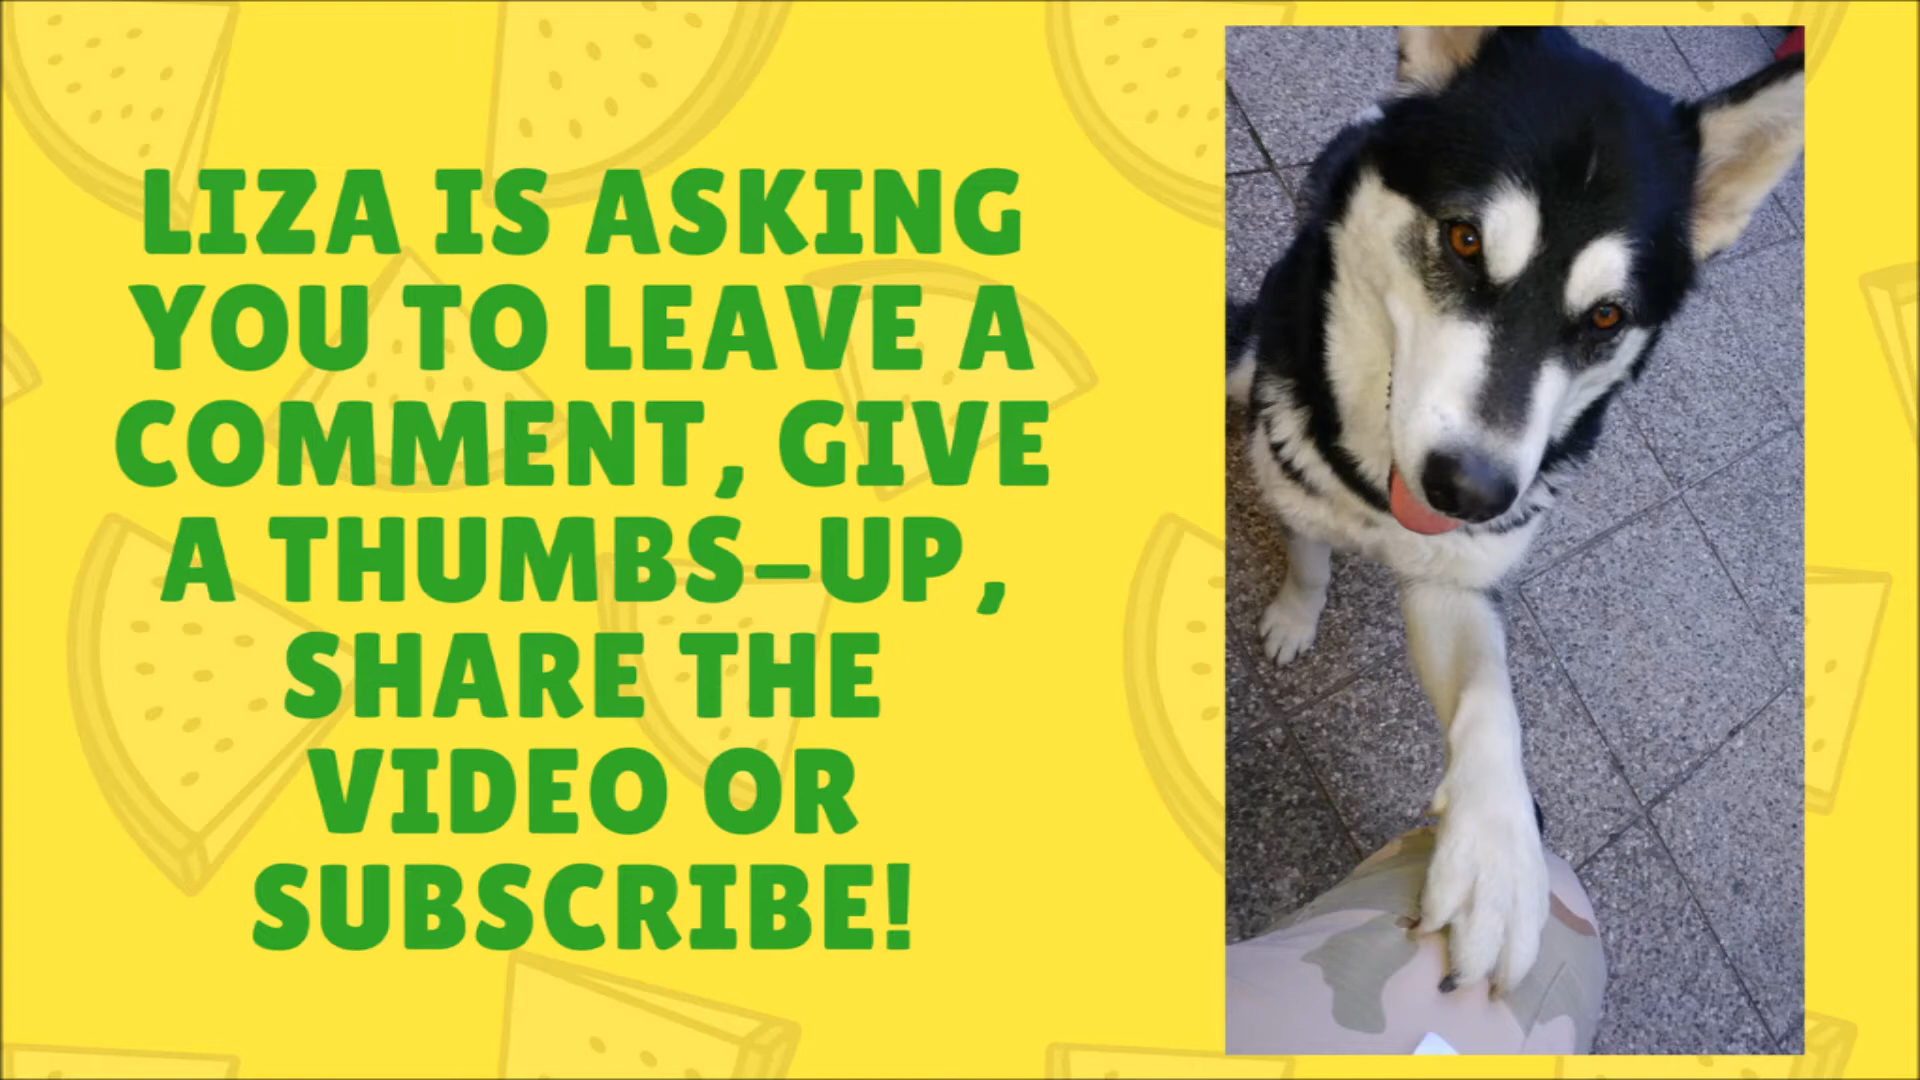 LIZA IS ASKING
YOU TO LEAVE A
COMMENT, GIVE
A THUMBS-UP,
SHARE THE
VIDEO OR
SUBSCRIBE!